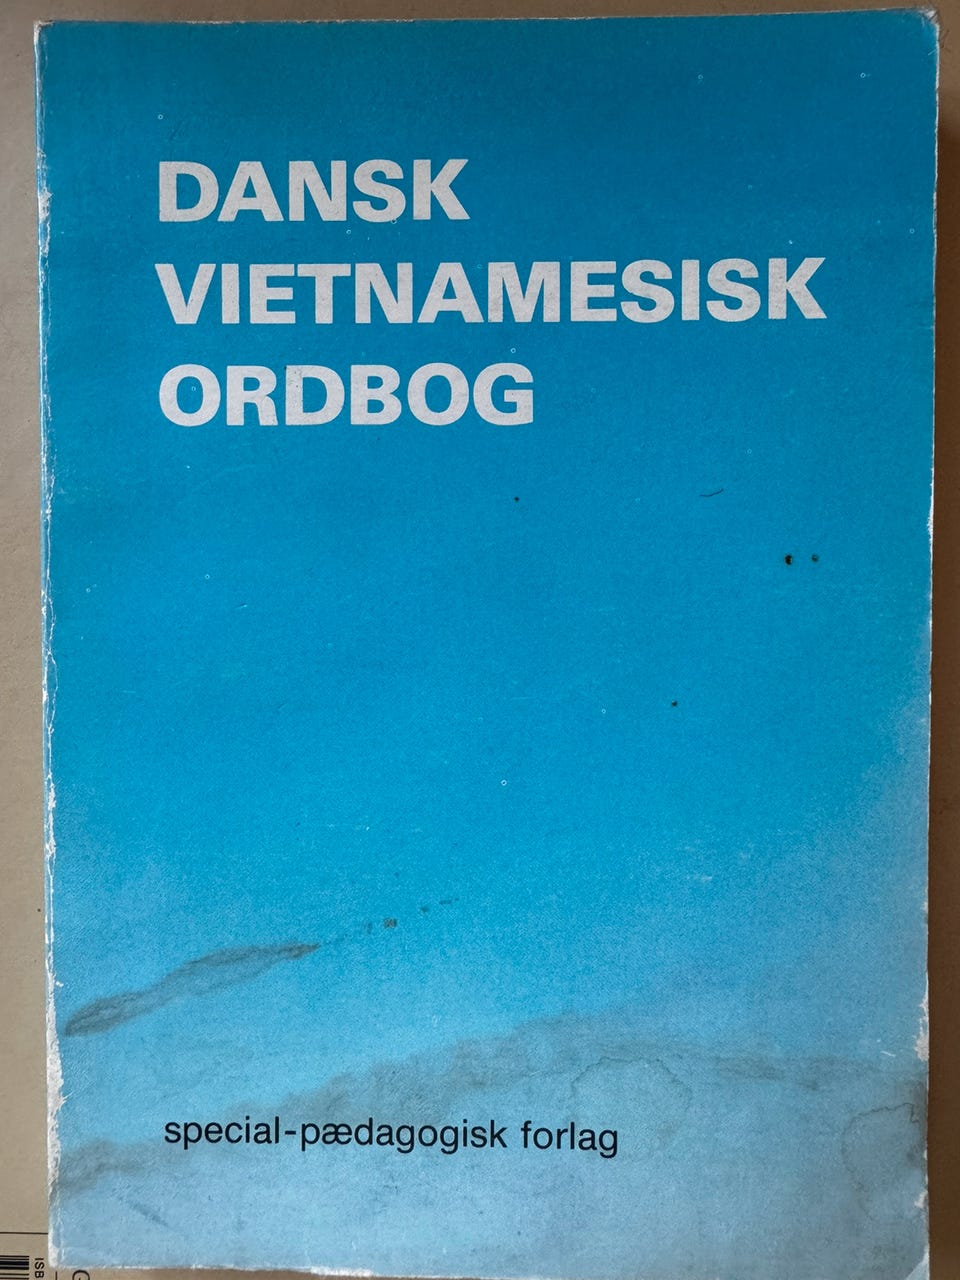 DANSK
VIETNAMESISK
ORDBOG
special-pædagogisk forlag